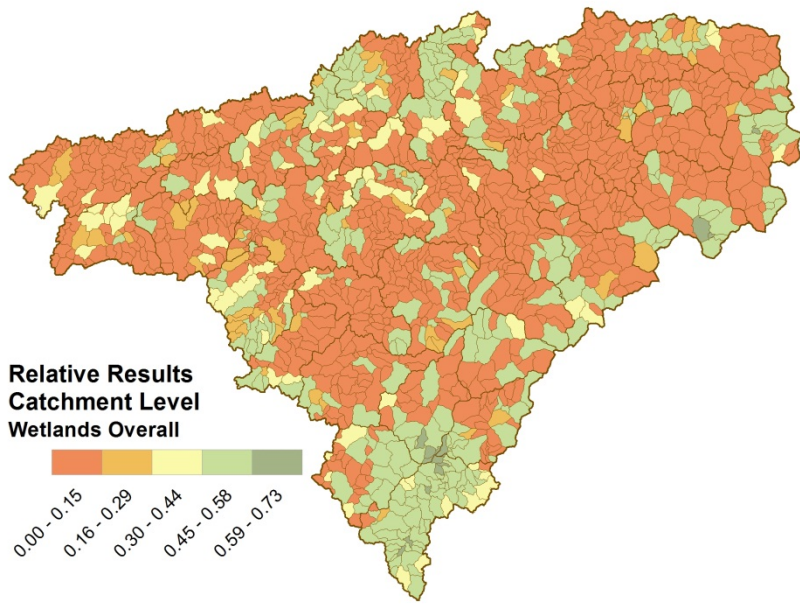 Relative Results
Catchment Level
Wetlands Overall
0.00 - 0.15
0.16 - 0.29
0.30 - 0.44
0.45 - 0.58
0.59 - 0.73